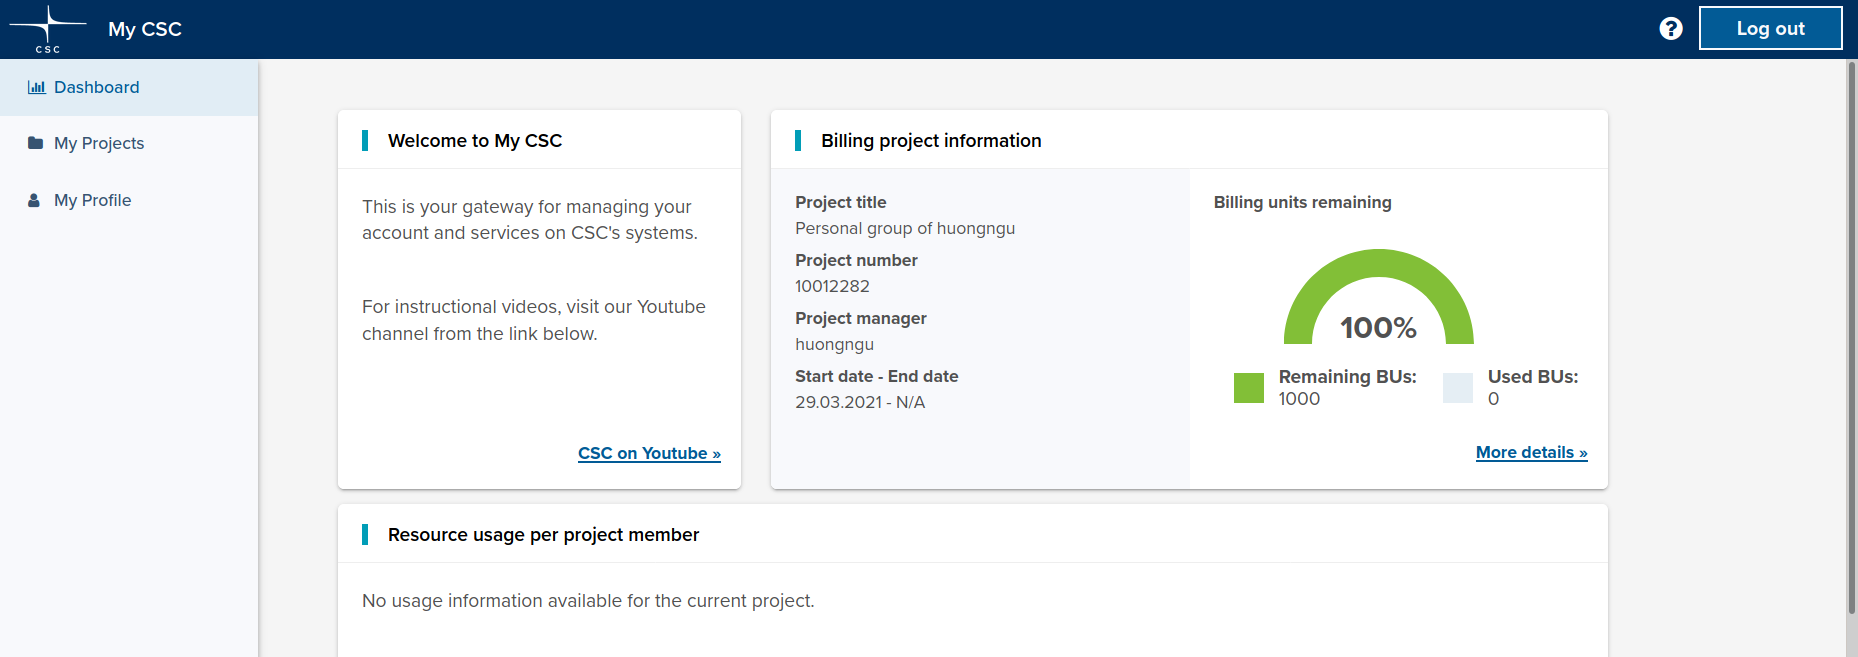 CSC
My CSC
?
Log out
Dashboard
My Projects
My Profile
Welcome to My CSC
This is your gateway for managing your
account and services on CSC's systems.
For instructional videos, visit our Youtube
channel from the link below.
CSC on Youtube »
Billing project information
Project title
Personal group of huongngu
Project number
10012282
Project manager
huongngu
Start date - End date
29.03.2021 - N/A
Billing units remaining
100%
Remaining BUs:
1000
Used BUs:
0
More details »
Resource usage per project member
No usage information available for the current project.